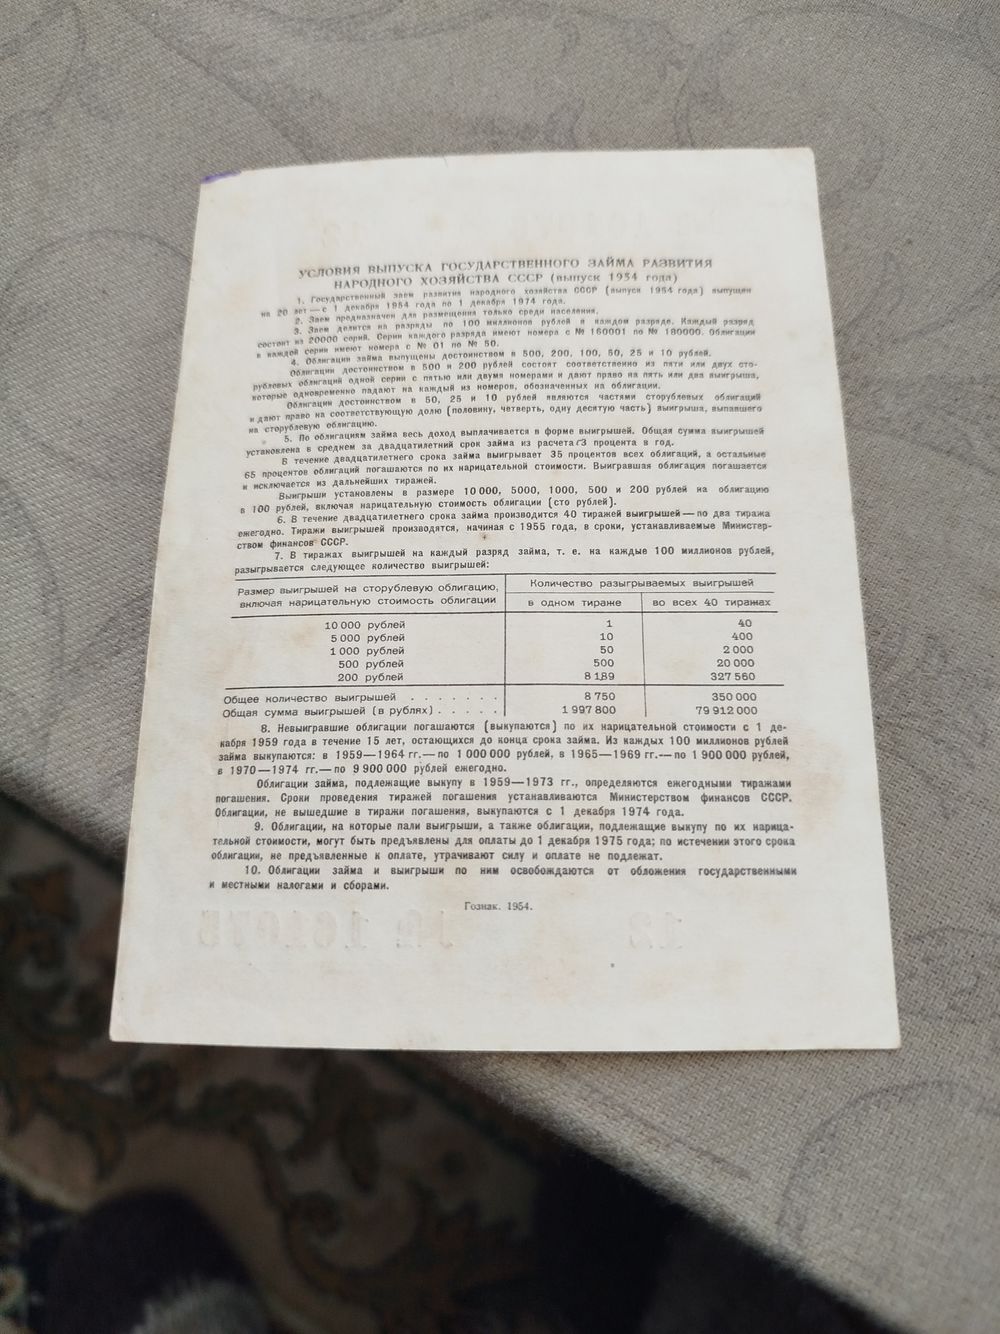 УСЛОВИЯ ВЫПУСКА ГОСУДАРСТВЕННОГО ЗАЙМА РАЗВИТИЯ
НАРОДНОГО ХОЗЯЙСТВА СССР (выпуск 1954 года)
1. Государственный заем развития народного хозяйства СССР (выпуск 1954 года) выпущен
на 20 лет — с 1 декабря 1954 года по 1 декабря 1974 года.
2. Заем предназначен для размещения только среди населения.
3. Заем делится на разряды по 100 миллионов рублей в каждом разряде. Каждый разряд
состоит из 20000 серий. Серии каждого разряда имеют номера с № 160001 по № 180000. Облигации
в каждой серии имеют номера с № 01 по № 50.
4. Облигации займа выпущены достоинством в 500, 200, 100, 50, 25 и 10 рублей.
Облигации достоинством в 500 и 200 рублей состоят соответственно из пяти или двух сто-
рублевых облигаций одной серии с пятью или двумя номерами и дают право на пять или два выигрыша,
которые одновременно падают на каждый из номеров, обозначенных на облигации.
Облигации достоинством в 50, 25 и 10 рублей являются частями сторублевых облигаций
и дают право на соответствующую долю (половину, четверть, одну десятую часть) выигрыша, выпавшего
на сторублевую облигацию.
5. По облигациям займа весь доход выплачивается в форме выигрышей. Общая сумма выигрышей
установлена в среднем за двадцатилетний срок займа из расчета 3 процента в год.
В течение двадцатилетнего срока займа выигрывает 35 процентов всех облигаций, а остальные
65 процентов облигаций погашаются по их нарицательной стоимости. Выигравшая облигация погашается
и исключается из дальнейших тиражей.
Выигрыши установлены в размере 10 000, 5000, 1000, 500 и 200 рублей на облигацию
в 100 рублей, включая нарицательную стоимость облигации (сто рублей).
6. В течение двадцатилетнего срока займа производится 40 тиражей выигрышей — по два тиража
ежегодно. Тиражи выигрышей производятся, начиная с 1955 года, в сроки, устанавливаемые Министер-
ством финансов СССР.
7. В тиражах выигрышей на каждый разряд займа, т. е. на каждые 100 миллионов рублей,
разыгрывается следующее количество выигрышей:
Размер выигрышей на сторублевую облигацию, Количество разыгрываемых выигрышей
включая нарицательную стоимость облигации в одном тираже во всех 40 тиражах
10 000 рублей 1 40
5 000 рублей 10 400
1 000 рублей 50 2 000
500 рублей 500 20 000
200 рублей 8 189 327 560
Общее количество выигрышей . . . . . . . 8 750 350 000
Общая сумма выигрышей (в рублях) . . . . . 1 997 800 79 912 000
8. Невыигравшие облигации погашаются (выкупаются) по их нарицательной стоимости с 1 де-
кабря 1959 года в течение 15 лет, остающихся до конца срока займа. Из каждых 100 миллионов рублей
займа выкупаются: в 1959—1964 гг.— по 1 000 000 рублей, в 1965—1969 гг.— по 1 900 000 рублей,
в 1970—1974 гг.— по 9 900 000 рублей ежегодно.
Облигации займа, подлежащие выкупу в 1959—1973 гг., определяются ежегодными тиражами
погашения. Сроки проведения тиражей погашения устанавливаются Министерством финансов СССР.
Облигации, не вышедшие в тиражи погашения, выкупаются с 1 декабря 1974 года.
9. Облигации, на которые пали выигрыши, а также облигации, подлежащие выкупу по их нарица-
тельной стоимости, могут быть предъявлены для оплаты до 1 декабря 1975 года; по истечении этого срока
облигации, не предъявленные к оплате, утрачивают силу и оплате не подлежат.
10. Облигации займа и выигрыши по ним освобождаются от обложения государственными
и местными налогами и сборами.
Гознак. 1954.